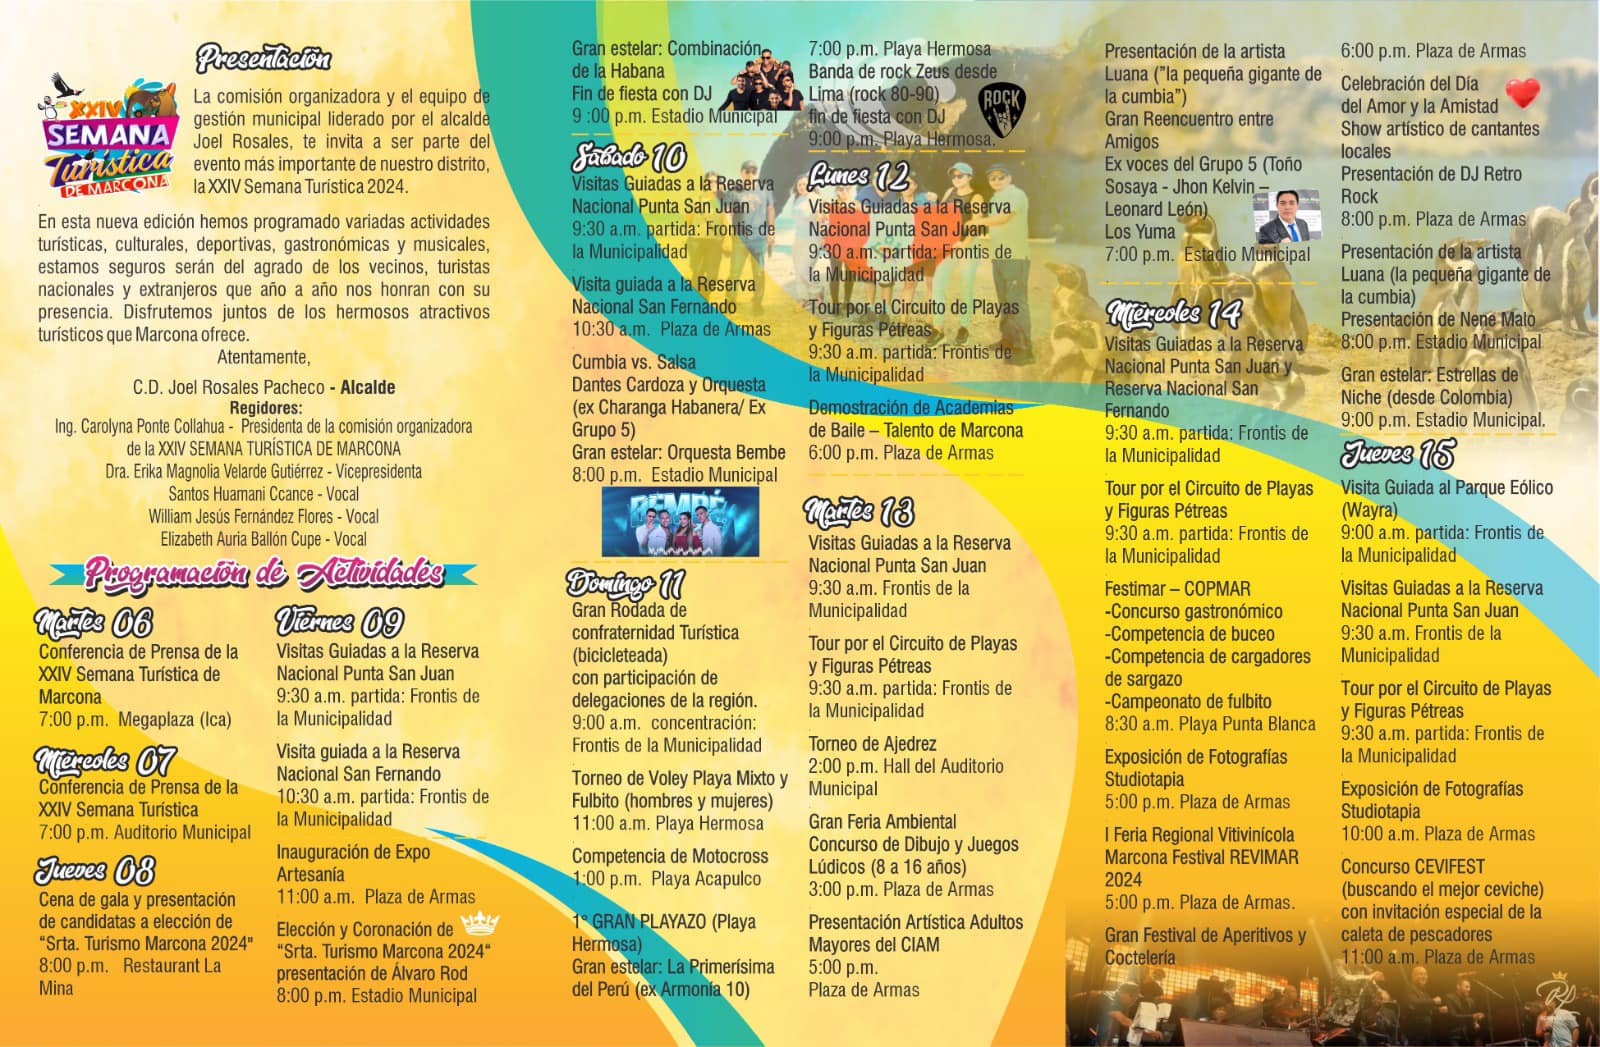 Presentación
XXIV
SEMANA
Turística
DE MARCONA
La comisión organizadora y el equipo de
gestión municipal liderado por el alcalde
Joel Rosales, te invita a ser parte del
evento más importante de nuestro distrito,
la XXIV Semana Turística 2024.
En esta nueva edición hemos programado variadas actividades
turísticas, culturales, deportivas, gastronómicas y musicales,
estamos seguros serán del agrado de los vecinos, turistas
nacionales y extranjeros que año a año nos honran con su
presencia. Disfrutemos juntos de los hermosos atractivos
turísticos que Marcona ofrece.
Atentamente,
C.D. Joel Rosales Pacheco - Alcalde
Regidores:
Ing. Carolyna Ponte Collahua - Presidenta de la comisión organizadora
de la XXIV SEMANA TURÍSTICA DE MARCONA
Dra. Erika Magnolia Velarde Gutiérrez - Vicepresidenta
Santos Huamani Ccance - Vocal
William Jesús Fernández Flores - Vocal
Elizabeth Auria Ballón Cupe - Vocal
Programación de Actividades
Martes 06
Conferencia de Prensa de la
XXIV Semana Turística de
Marcona
7:00 p.m. Megaplaza (Ica)
Miércoles 07
Conferencia de Prensa de la
XXIV Semana Turística
7:00 p.m. Auditorio Municipal
Jueves 08
Cena de gala y presentación
de candidatas a elección de
“Srta. Turismo Marcona 2024"
8:00 p.m. Restaurant La
Mina
Viernes 09
Visitas Guiadas a la Reserva
Nacional Punta San Juan
9:30 a.m. partida: Frontis de
la Municipalidad
Visita guiada a la Reserva
Nacional San Fernando
10:30 a.m. partida: Frontis de
la Municipalidad
Inauguración de Expo
Artesanía
11:00 a.m. Plaza de Armas
Elección y Coronación de
“Srta. Turismo Marcona 2024“
presentación de Álvaro Rod
8:00 p.m. Estadio Municipal
Gran estelar: Combinación
de la Habana
Fin de fiesta con DJ
9 :00 p.m. Estadio Municipal
Sábado 10
Visitas Guiadas a la Reserva
Nacional Punta San Juan
9:30 a.m. partida: Frontis de
la Municipalidad
Visita guiada a la Reserva
Nacional San Fernando
10:30 a.m. Plaza de Armas
Cumbia vs. Salsa
Dantes Cardoza y Orquesta
(ex Charanga Habanera/ Ex
Grupo 5)
Gran estelar: Orquesta Bembe
8:00 p.m. Estadio Municipal
BEMBÉ
Domingo 11
Gran Rodada de
confraternidad Turística
(bicicleteada)
con participación de
delegaciones de la región.
9:00 a.m. concentración:
Frontis de la Municipalidad
Torneo de Voley Playa Mixto y
Fulbito (hombres y mujeres)
11:00 a.m. Playa Hermosa
Competencia de Motocross
1:00 p.m. Playa Acapulco
1° GRAN PLAYAZO (Playa
Hermosa)
Gran estelar: La Primerísima
del Perú (ex Armonía 10)
7:00 p.m. Playa Hermosa
Banda de rock Zeus desde
Lima (rock 80-90)
fin de fiesta con DJ
9:00 p.m. Playa Hermosa.
ROCK
Lunes 12
Visitas Guiadas a la Reserva
Nacional Punta San Juan
9:30 a.m. partida: Frontis de
la Municipalidad
Tour por el Circuito de Playas
y Figuras Pétreas
9:30 a.m. partida: Frontis de
la Municipalidad
Demostración de Academias
de Baile – Talento de Marcona
6:00 p.m. Plaza de Armas
Martes 13
Visitas Guiadas a la Reserva
Nacional Punta San Juan
9:30 a.m. Frontis de la
Municipalidad
Tour por el Circuito de Playas
y Figuras Pétreas
9:30 a.m. partida: Frontis de
la Municipalidad
Torneo de Ajedrez
2:00 p.m. Hall del Auditorio
Municipal
Gran Feria Ambiental
Concurso de Dibujo y Juegos
Lúdicos (8 a 16 años)
3:00 p.m. Plaza de Armas
Presentación Artística Adultos
Mayores del CIAM
5:00 p.m.
Plaza de Armas
Presentación de la artista
Luana ("la pequeña gigante de
la cumbia”)
Gran Reencuentro entre
Amigos
Ex voces del Grupo 5 (Toño
Sosaya - Jhon Kelvin –
Leonard León)
Los Yuma
7:00 p.m. Estadio Municipal
Miércoles 14
Visitas Guiadas a la Reserva
Nacional Punta San Juan y
Reserva Nacional San
Fernando
9:30 a.m. partida: Frontis de
la Municipalidad
Tour por el Circuito de Playas
y Figuras Pétreas
9:30 a.m. partida: Frontis de
la Municipalidad
Festimar – COPMAR
-Concurso gastronómico
-Competencia de buceo
-Competencia de cargadores
de sargazo
-Campeonato de fulbito
8:30 a.m. Playa Punta Blanca
Exposición de Fotografías
Studiotapia
5:00 p.m. Plaza de Armas
I Feria Regional Vitivinícola
Marcona Festival REVIMAR
2024
5:00 p.m. Plaza de Armas.
Gran Festival de Aperitivos y
Coctelería
6:00 p.m. Plaza de Armas
Celebración del Día
del Amor y la Amistad
Show artístico de cantantes
locales
Presentación de DJ Retro
Rock
8:00 p.m. Plaza de Armas
Presentación de la artista
Luana (la pequeña gigante de
la cumbia)
Presentación de Nene Malo
8:00 p.m. Estadio Municipal
Gran estelar: Estrellas de
Niche (desde Colombia)
9:00 p.m. Estadio Municipal.
Jueves 15
Visita Guiada al Parque Eólico
(Wayra)
9:00 a.m. partida: Frontis de
la Municipalidad
Visitas Guiadas a la Reserva
Nacional Punta San Juan
9:30 a.m. Frontis de la
Municipalidad
Tour por el Circuito de Playas
y Figuras Pétreas
9:30 a.m. partida: Frontis de
la Municipalidad
Exposición de Fotografías
Studiotapia
10:00 a.m. Plaza de Armas
Concurso CEVIFEST
(buscando el mejor ceviche)
con invitación especial de la
caleta de pescadores
11:00 a.m. Plaza de Armas